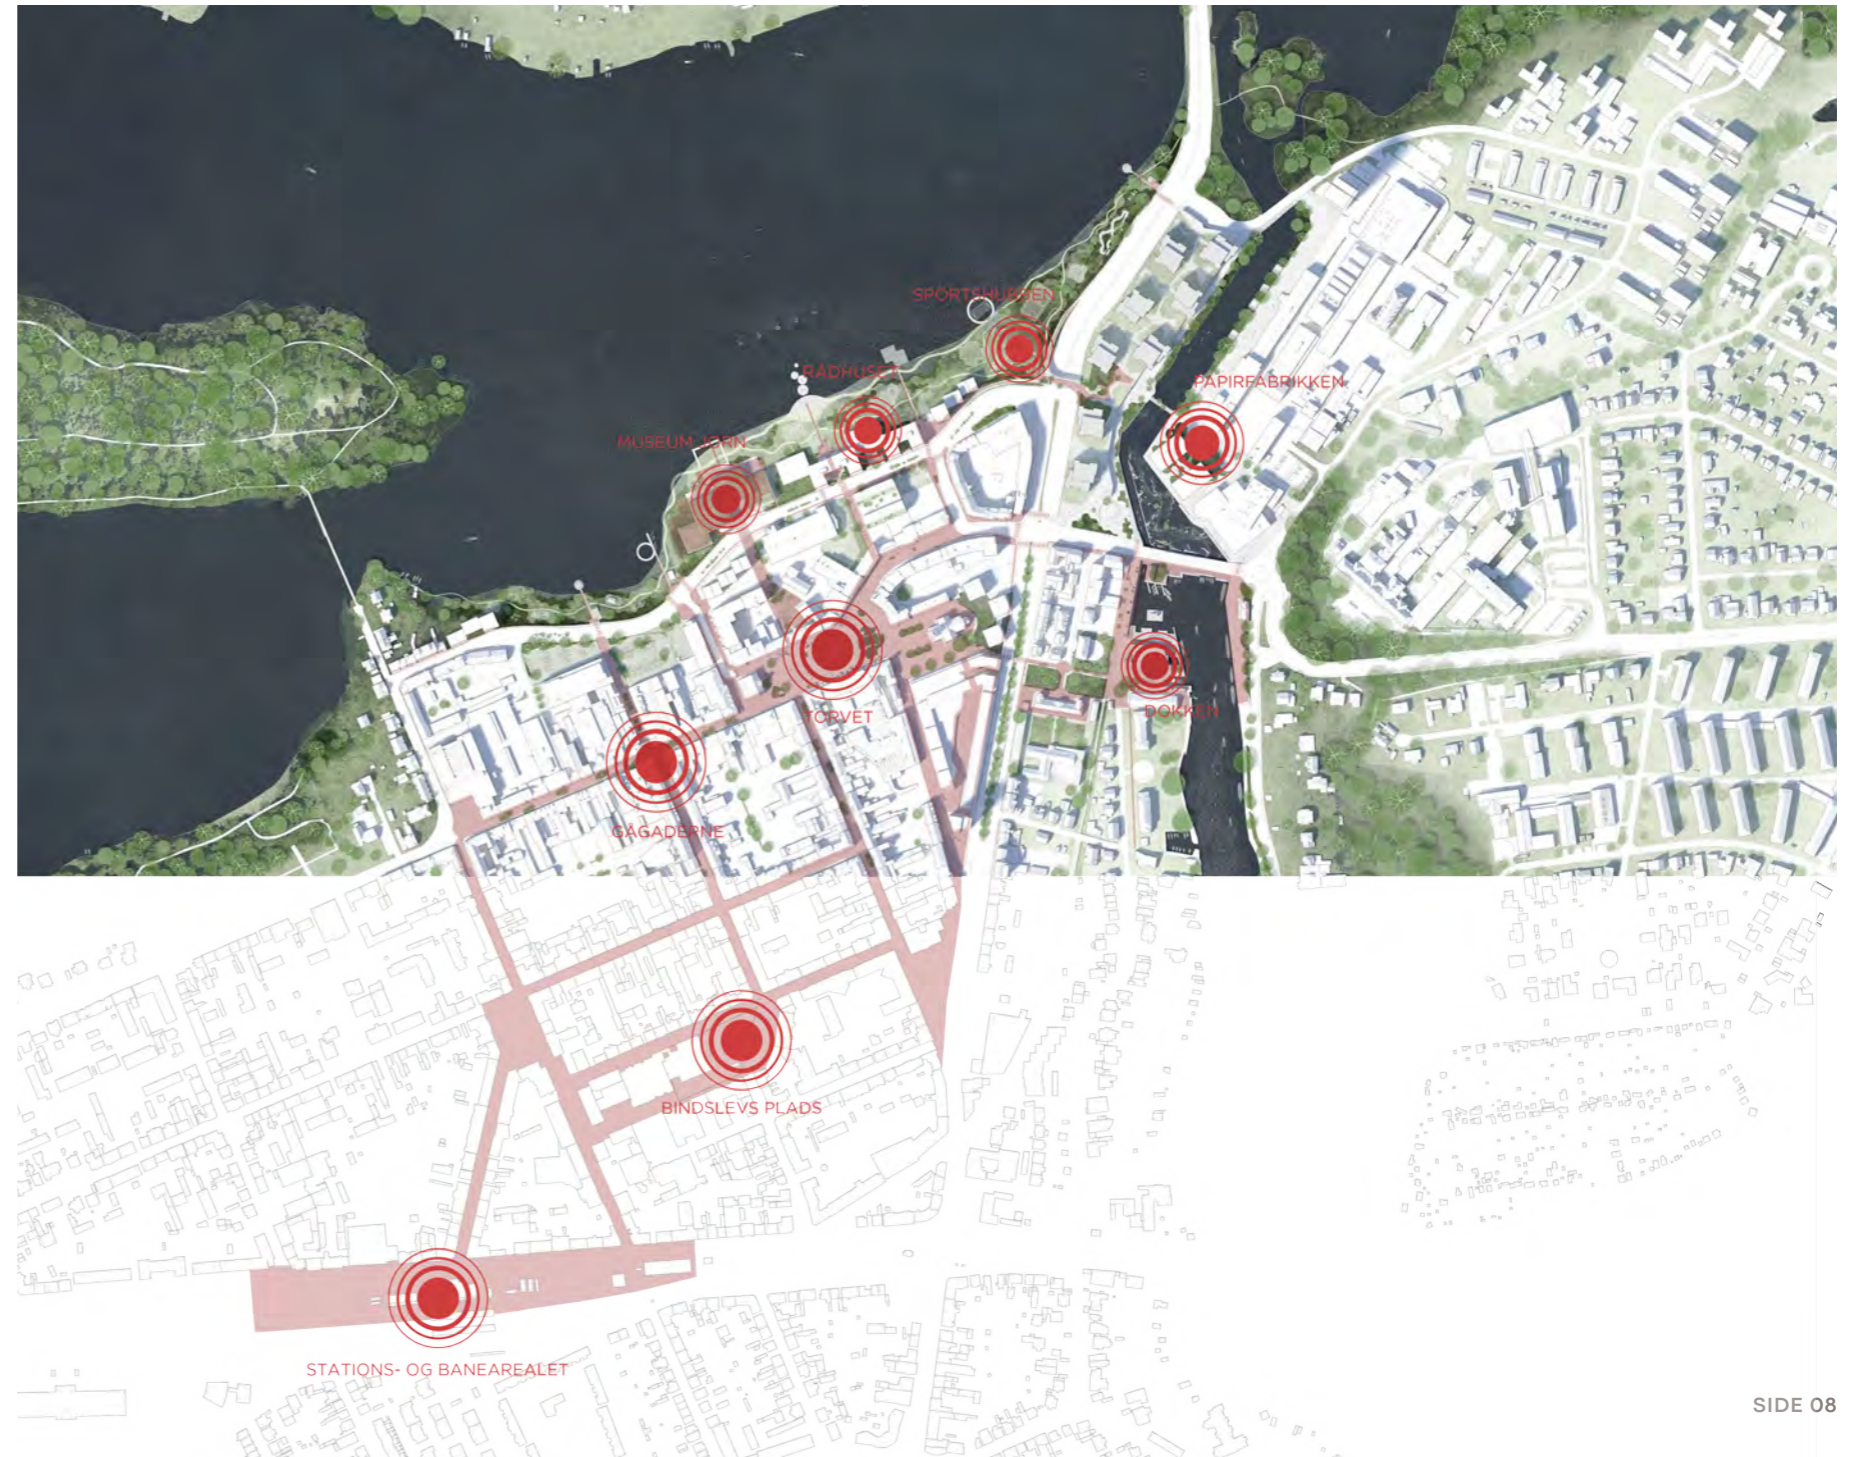 SPORTSHUBBEN
RÅDHUSET
PAPIRFABRIKKEN
MUSEUM JORN
TORVET
DOKKEN
GÅGADERNE
BINDSLEVS PLADS
STATIONS- OG BANEAREALET
SIDE 08